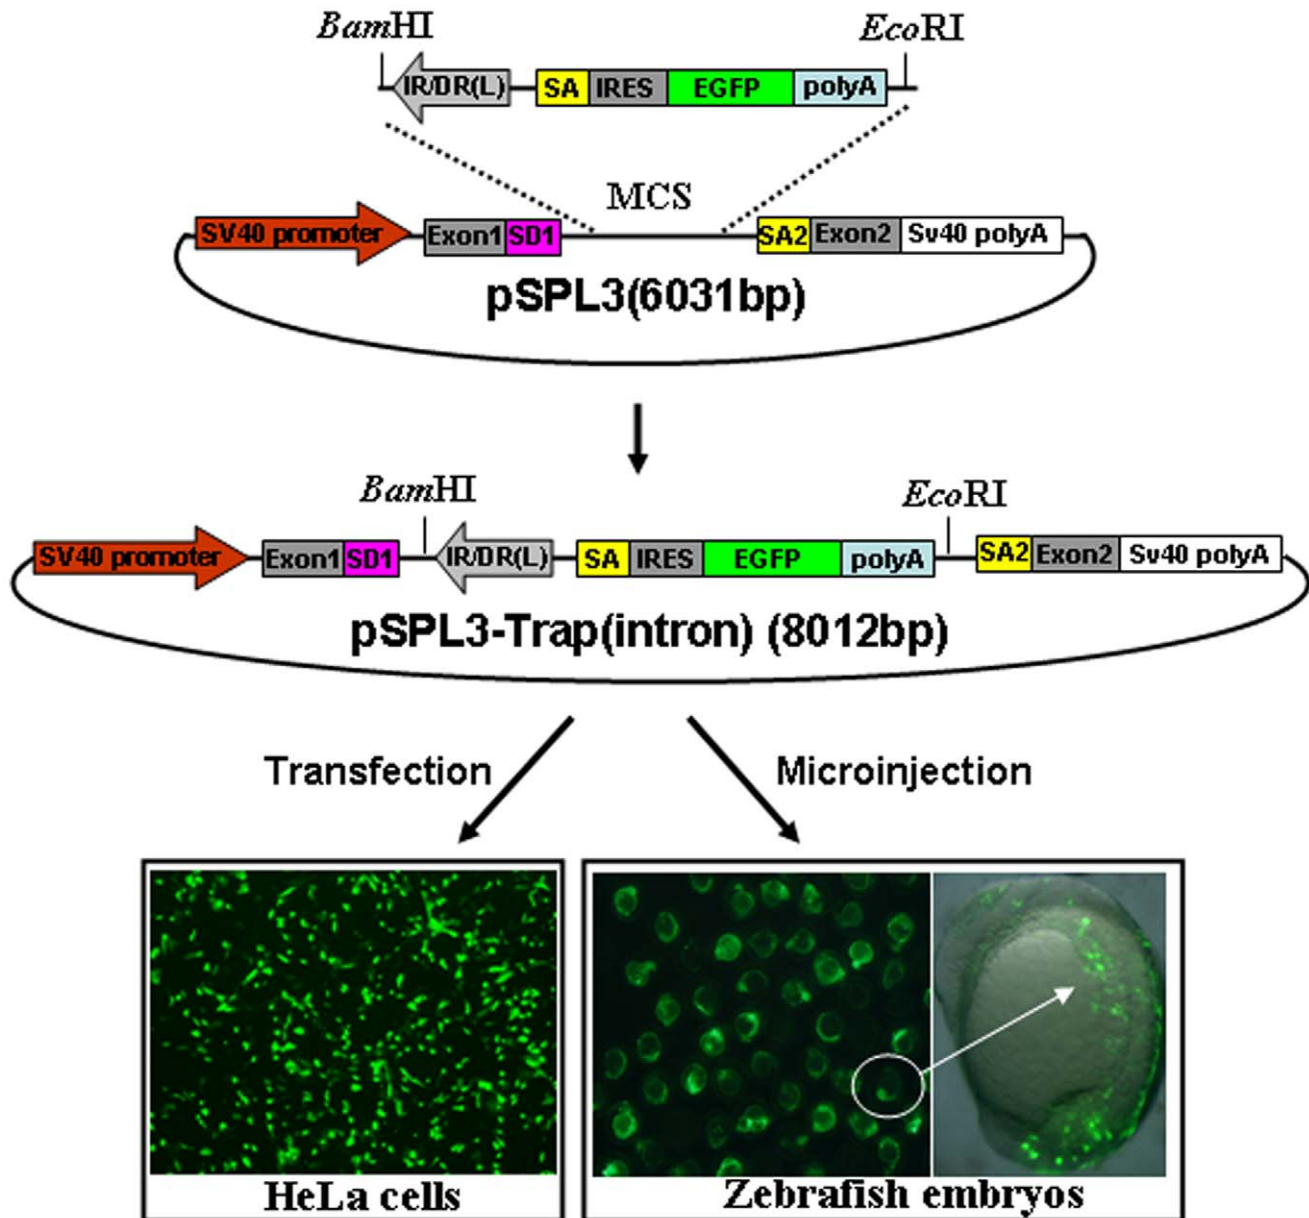 BamHI EcoRI
IR/DR(L) SA IRES EGFP polyA
MCS
SV40 promoter Exon1 SD1 SA2 Exon2 Sv40 polyA
pSPL3(6031bp)
BamHI EcoRI
SV40 promoter Exon1 SD1 IR/DR(L) SA IRES EGFP polyA SA2 Exon2 Sv40 polyA
pSPL3-Trap(intron) (8012bp)
Transfection Microinjection
HeLa cells Zebrafish embryos